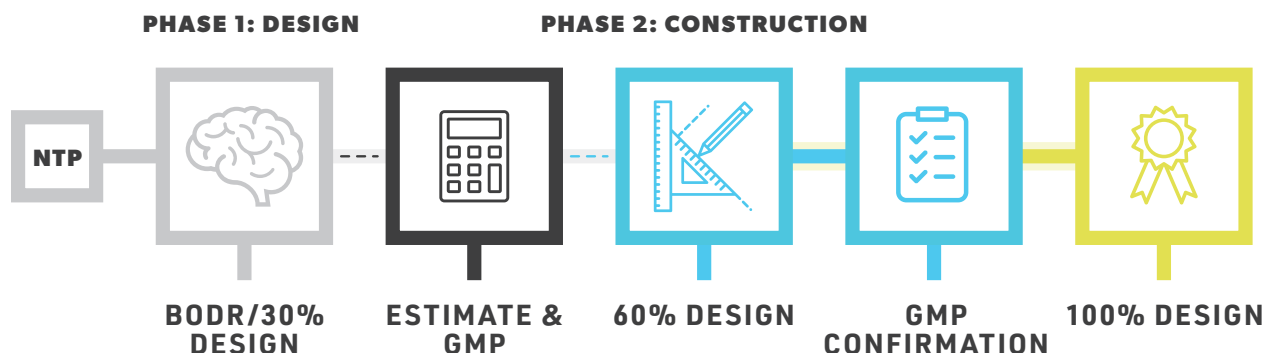 PHASE 1: DESIGN
PHASE 2: CONSTRUCTION
NTP
BODR/30%
DESIGN
ESTIMATE &
GMP
60% DESIGN
GMP
CONFIRMATION
100% DESIGN